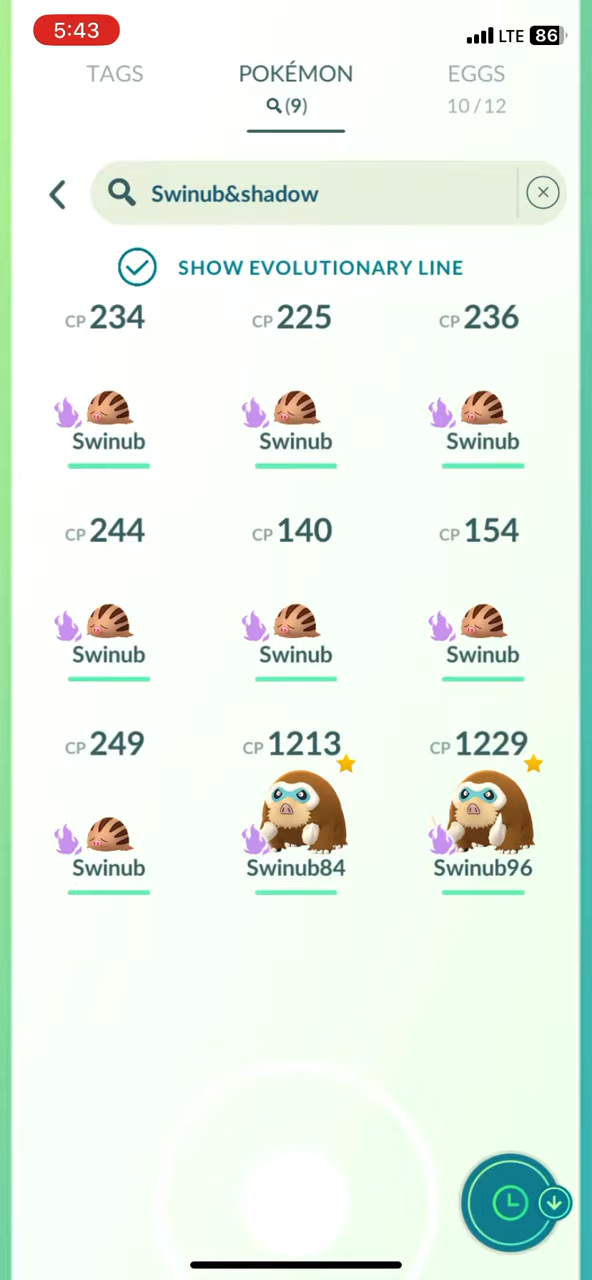 5:43 LTE 86
TAGS POKÉMON EGGS
(9) 10 / 12
Swinub&shadow
SHOW EVOLUTIONARY LINE
CP 234 CP 225 CP 236
Swinub Swinub Swinub
CP 244 CP 140 CP 154
Swinub Swinub Swinub
CP 249 CP 1213 CP 1229
Swinub Swinub84 Swinub96